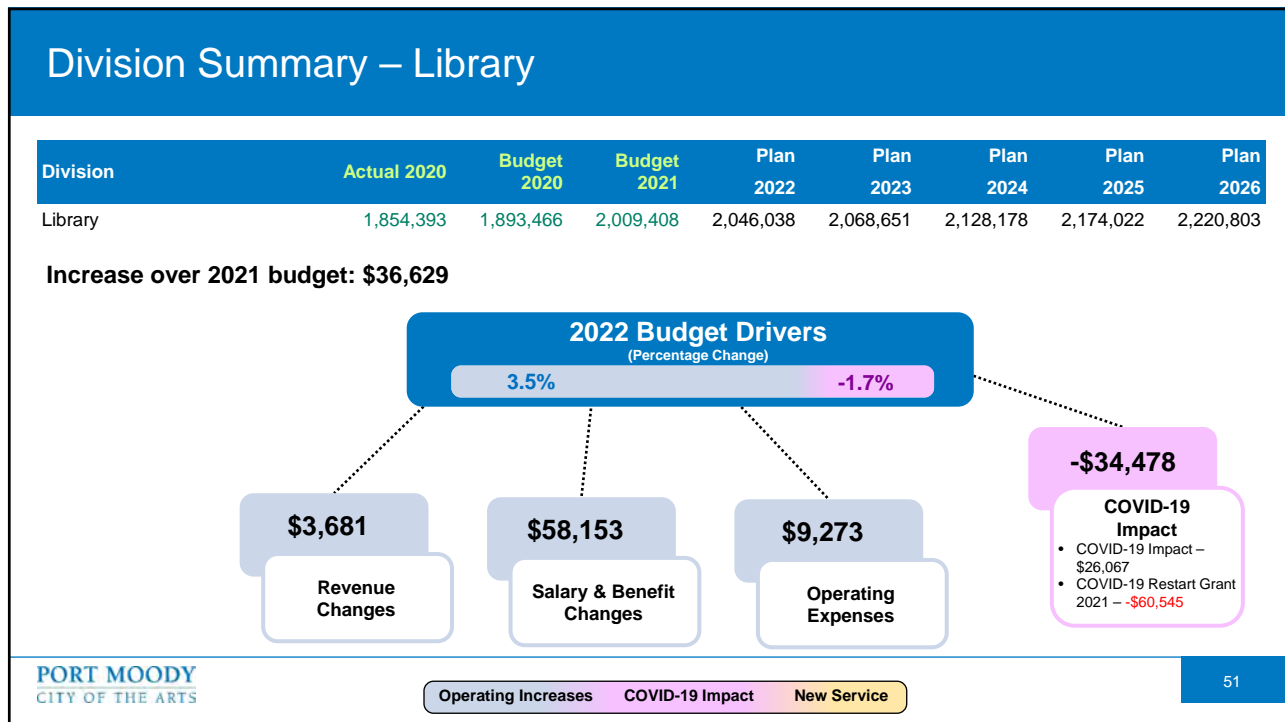 Division Summary – Library
Division Actual 2020 Budget 2020 Budget 2021 Plan 2022 Plan 2023 Plan 2024 Plan 2025 Plan 2026
Library 1,854,393 1,893,466 2,009,408 2,046,038 2,068,651 2,128,178 2,174,022 2,220,803
Increase over 2021 budget: $36,629
2022 Budget Drivers
(Percentage Change)
3.5% -1.7%
$3,681
Revenue
Changes
$58,153
Salary & Benefit
Changes
$9,273
Operating
Expenses
-$34,478
COVID-19
Impact
• COVID-19 Impact –
$26,067
• COVID-19 Restart Grant
2021 – -$60,545
PORT MOODY
CITY OF THE ARTS
Operating Increases COVID-19 Impact New Service
51